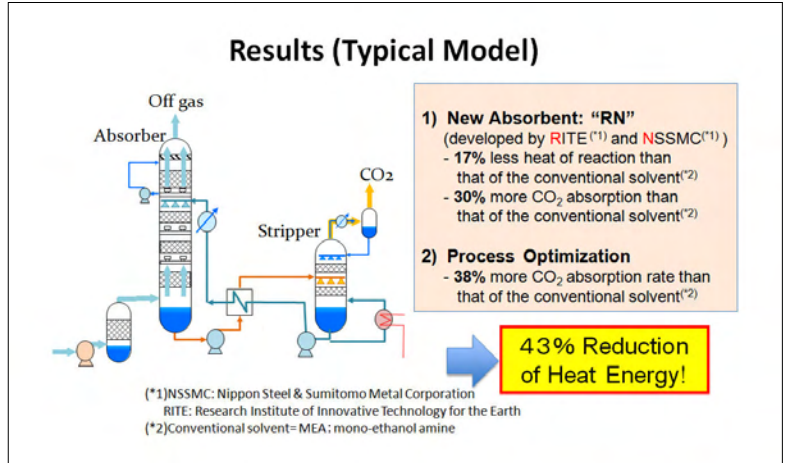 Results (Typical Model)
Off gas
Absorber
CO2
Stripper
1) New Absorbent: “RN”
(developed by RITE(*1) and NSSMC(*1) )
- 17% less heat of reaction than
that of the conventional solvent(*2)
- 30% more CO2 absorption than
that of the conventional solvent(*2)
2) Process Optimization
- 38% more CO2 absorption rate than
that of the conventional solvent(*2)
43% Reduction
of Heat Energy!
(*1)NSSMC: Nippon Steel & Sumitomo Metal Corporation
RITE: Research Institute of Innovative Technology for the Earth
(*2)Conventional solvent= MEA; mono-ethanol amine